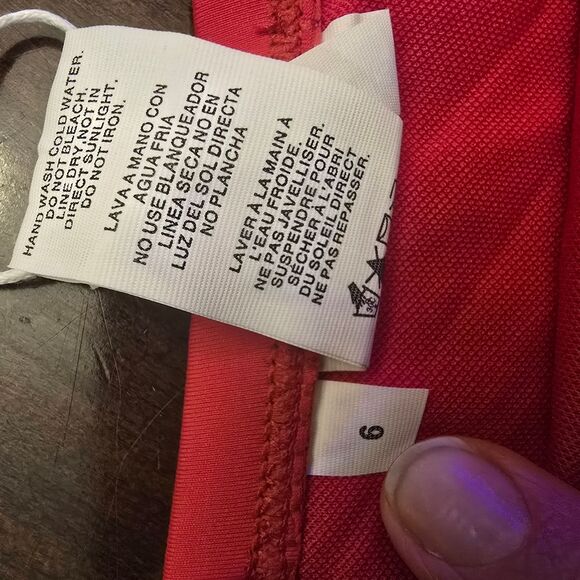 HAND WASH COLD WATER.
DO NOT BLEACH.
LINE DRY, NOT IN
DIRECT SUNLIGHT.
DO NOT IRON.
LAVA A MANO CON
AGUA FRIA
NO USE BLANQUEADOR
LINEA SECA NO EN
LUZ DEL SOL DIRECTA
NO PLANCHA
LAVER À LA MAIN À
L'EAU FROIDE.
NE PAS JAVELLISER.
SUSPENDRE POUR
SÉCHER À L'ABRI
DU SOLEIL DIRECT
NE PAS REPASSER.
6